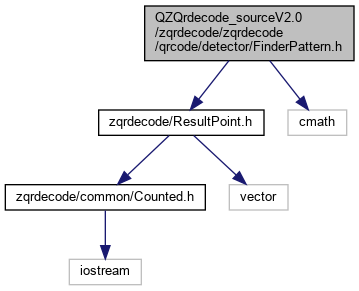 QZQrdecode_sourceV2.0
/zqrdecode/zqrdecode
/qrcode/detector/FinderPattern.h
zqrdecode/ResultPoint.h
cmath
zqrdecode/common/Counted.h
vector
iostream